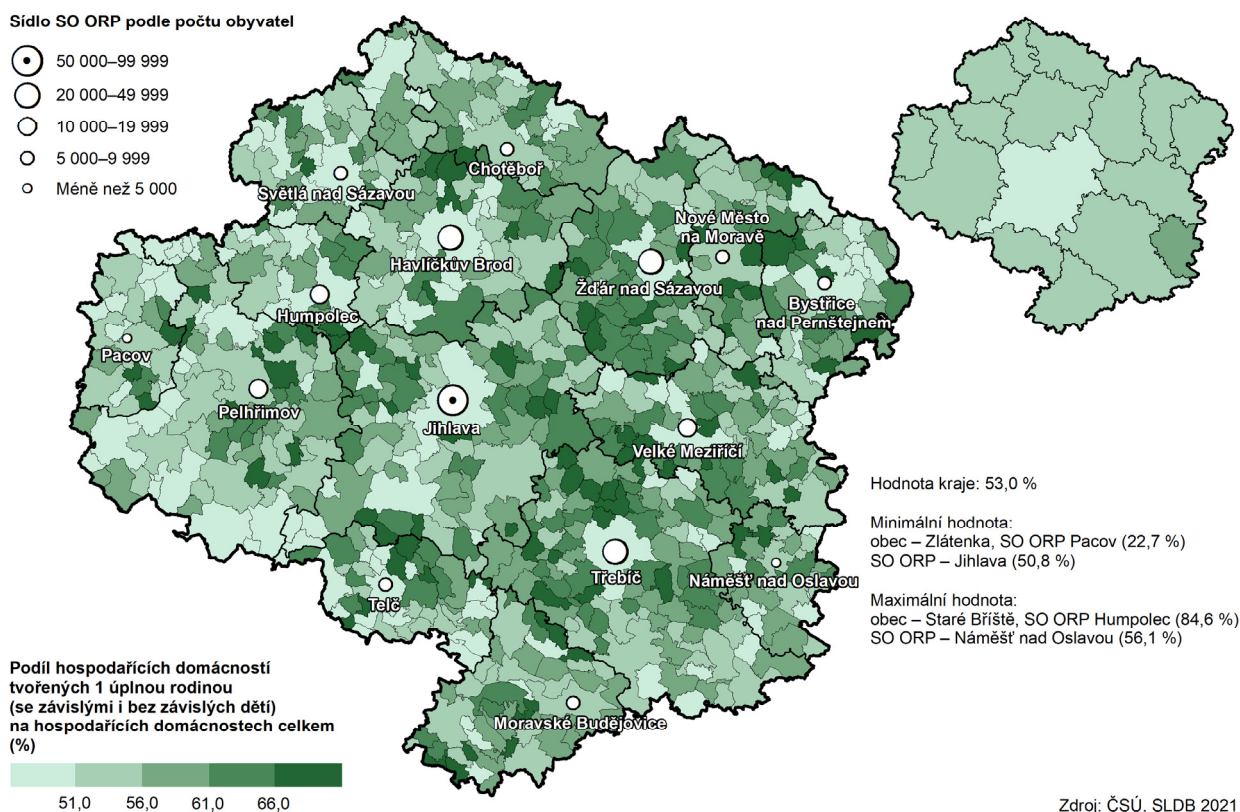 Sídlo SO ORP podle počtu obyvatel
50 000–99 999
20 000–49 999
10 000–19 999
5 000–9 999
Méně než 5 000
Chotěboř
Světlá nad Sázavou
Nové Město
na Moravě
Havlíčkův Brod
Žďár nad Sázavou
Bystřice
nad Pernštejnem
Humpolec
Pacov
Pelhřimov
Jihlava
Velké Meziříčí
Třebíč
Náměšť nad Oslavou
Telč
Moravské Budějovice
Hodnota kraje: 53,0 %
Minimální hodnota:
obec – Zlátenka, SO ORP Pacov (22,7 %)
SO ORP – Jihlava (50,8 %)
Maximální hodnota:
obec – Staré Bříště, SO ORP Humpolec (84,6 %)
SO ORP – Náměšť nad Oslavou (56,1 %)
Podíl hospodařících domácností
tvořených 1 úplnou rodinou
(se závislými i bez závislých dětí)
na hospodařících domácnostech celkem
(%)
51,0 56,0 61,0 66,0
Zdroj: ČSÚ, SLDB 2021